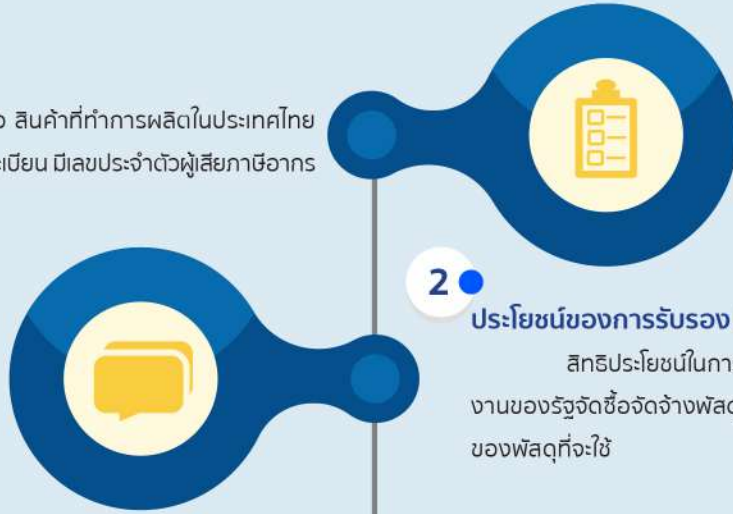 สินค้าที่ทำการผลิตในประเทศไทย
มีเลขประจำตัวผู้เสียภาษีอากร
2
ประโยชน์ของการรับรอง
สิทธิประโยชน์ในกา
งานของรัฐจัดซื้อจัดจ้างพัสดุ
ของพัสดุที่จะใช้